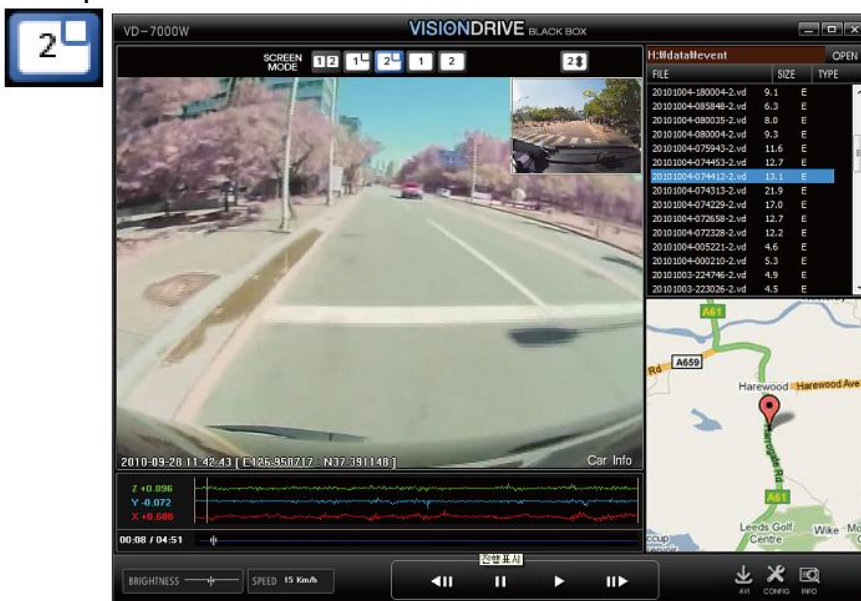 2
VD-7000W
VISIONDRIVE BLACK BOX
SCREEN MODE 1 2 1 2 1 2 2
H:₩data₩event OPEN
FILE SIZE TYPE
20101004-180004-2.vd 9.1 E
20101004-085848-2.vd 6.3 E
20101004-080035-2.vd 8.0 E
20101004-080004-2.vd 9.3 E
20101004-075943-2.vd 11.6 E
20101004-074453-2.vd 12.7 E
20101004-074412-2.vd 13.1 E
20101004-074313-2.vd 21.9 E
20101004-074229-2.vd 17.0 E
20101004-072658-2.vd 12.7 E
20101004-072328-2.vd 12.2 E
20101004-005221-2.vd 4.6 E
20101004-000210-2.vd 5.3 E
20101003-224746-2.vd 4.9 E
20101003-223026-2.vd 4.5 E
A61
Rd A659
Harewood Harewood Ave
Harrogate Rd
A61
Leeds Golf Centre
Wike
2010-09-28 11:42:43 [ E126.950717 : N37.391148 ] Car Info
Z +0.896
Y -0.072
X +0.688
00:08 / 04:51
진행표시
BRIGHTNESS SPEED 15 Km/h
AVI CONFIG INFO